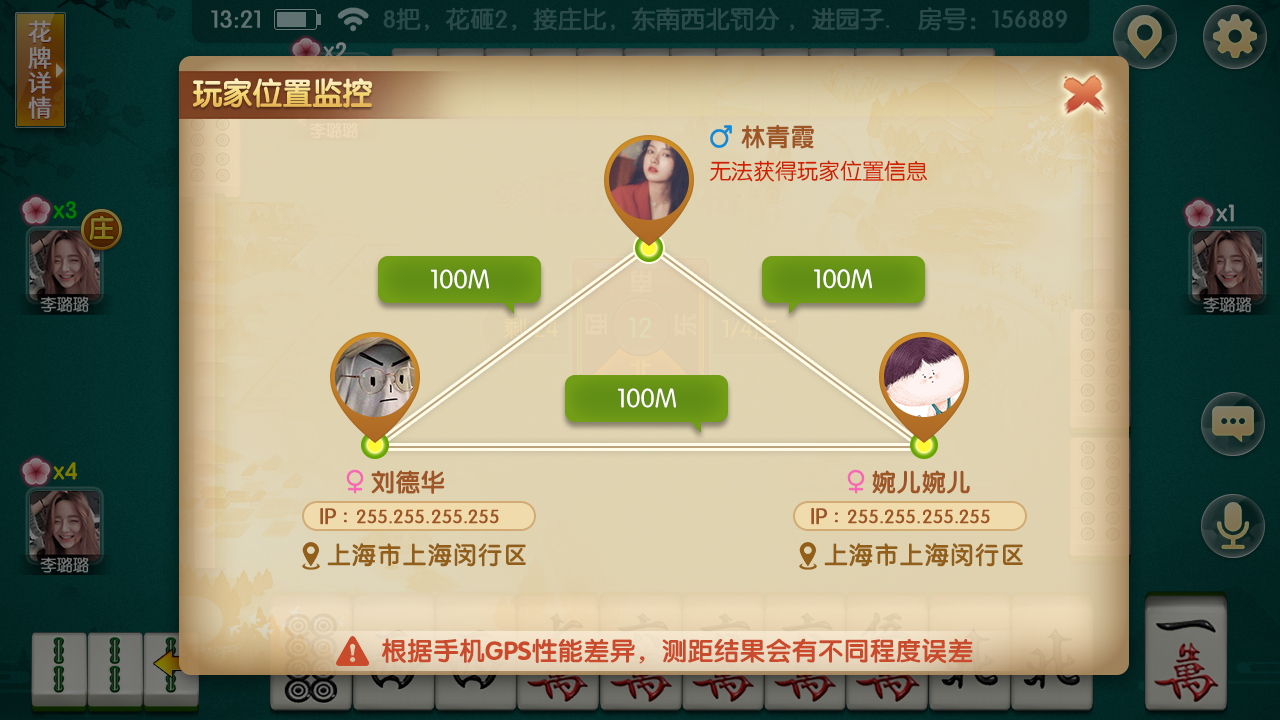 13:21
8把，花砸2，接庄比，东南西北罚分，进园子. 房号：156889
花牌详情
x2
玩家位置监控
李璐璐
林青霞
无法获得玩家位置信息
x3
庄
李璐璐
x1
李璐璐
100M
100M
12
100M
x4
李璐璐
刘德华
IP：255.255.255.255
上海市上海闵行区
婉儿婉儿
IP：255.255.255.255
上海市上海闵行区
根据手机GPS性能差异，测距结果会有不同程度误差
萬 萬 萬 萬 萬
一萬